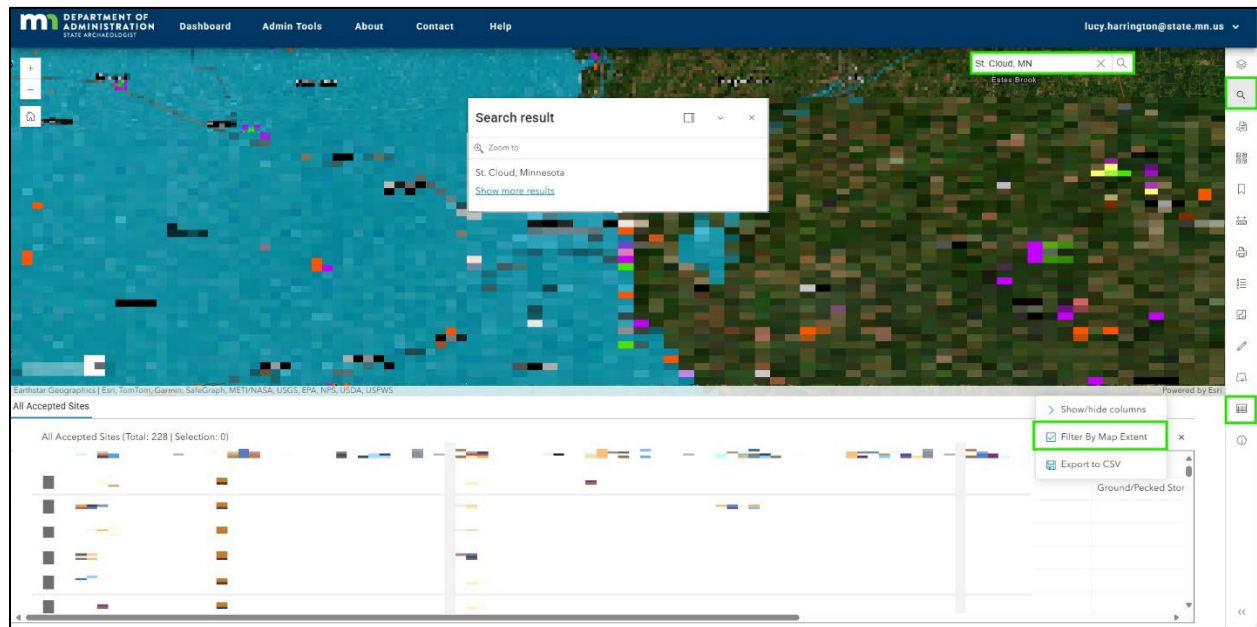 DEPARTMENT OF
ADMINISTRATION
STATE ARCHAEOLOGIST
Dashboard Admin Tools About Contact Help lucy.harrington@state.mn.us
St. Cloud, MN
Estes Brook
Search result
Zoom to
St. Cloud, Minnesota
Show more results
Earthstar Geographics | Esri, TomTom, Garmin, SafeGraph, METI/NASA, USGS, EPA, NPS, USDA, USFWS
Powered by Esri
All Accepted Sites
Show/hide columns
All Accepted Sites (Total: 228 | Selection: 0)
Filter By Map Extent
Export to CSV
Ground/Pecked Stor